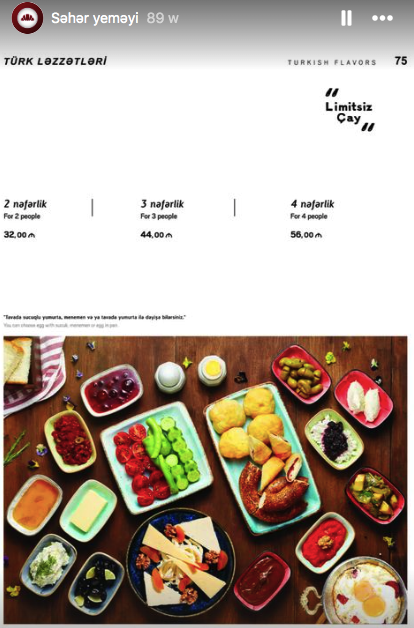 Səhər yeməyi 89 w
TÜRK LƏZZƏTLƏRİ
TURKISH FLAVORS 75
"Limitsiz
Çay"
2 nəfərlik
For 2 people
32,00 ₼
3 nəfərlik
For 3 people
44,00 ₼
4 nəfərlik
For 4 people
56,00 ₼
"Tavada sucuqlu yumurta, menemen və ya tavada yumurta ilə dəyişə bilərsiniz."
You can choose egg with sucuk, menemen or egg in pan.